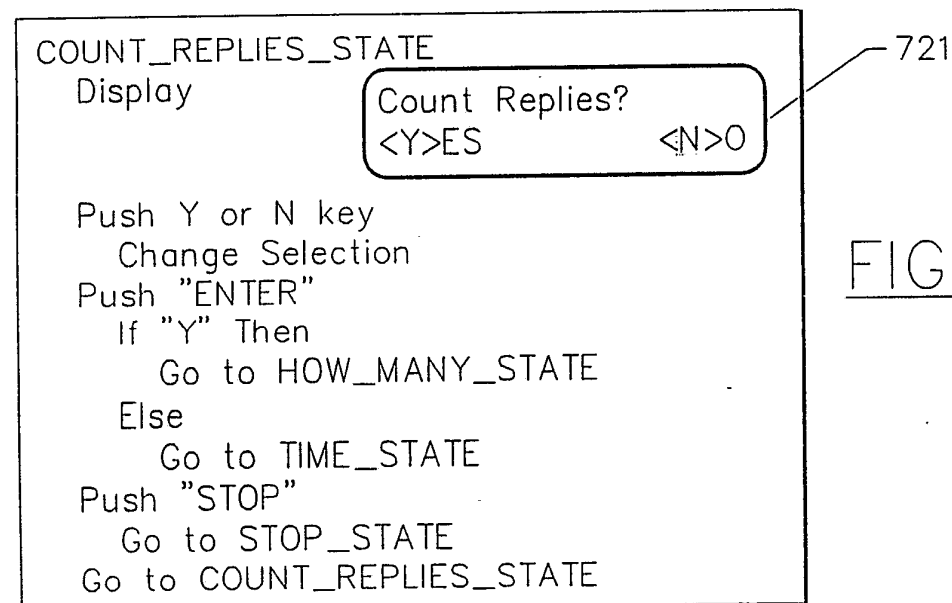 COUNT_REPLIES_STATE
Display
Count Replies?
<Y>ES <N>O
721
Push Y or N key
Change Selection
Push "ENTER"
If "Y" Then
Go to HOW_MANY_STATE
Else
Go to TIME_STATE
Push "STOP"
Go to STOP_STATE
Go to COUNT_REPLIES_STATE
FIG